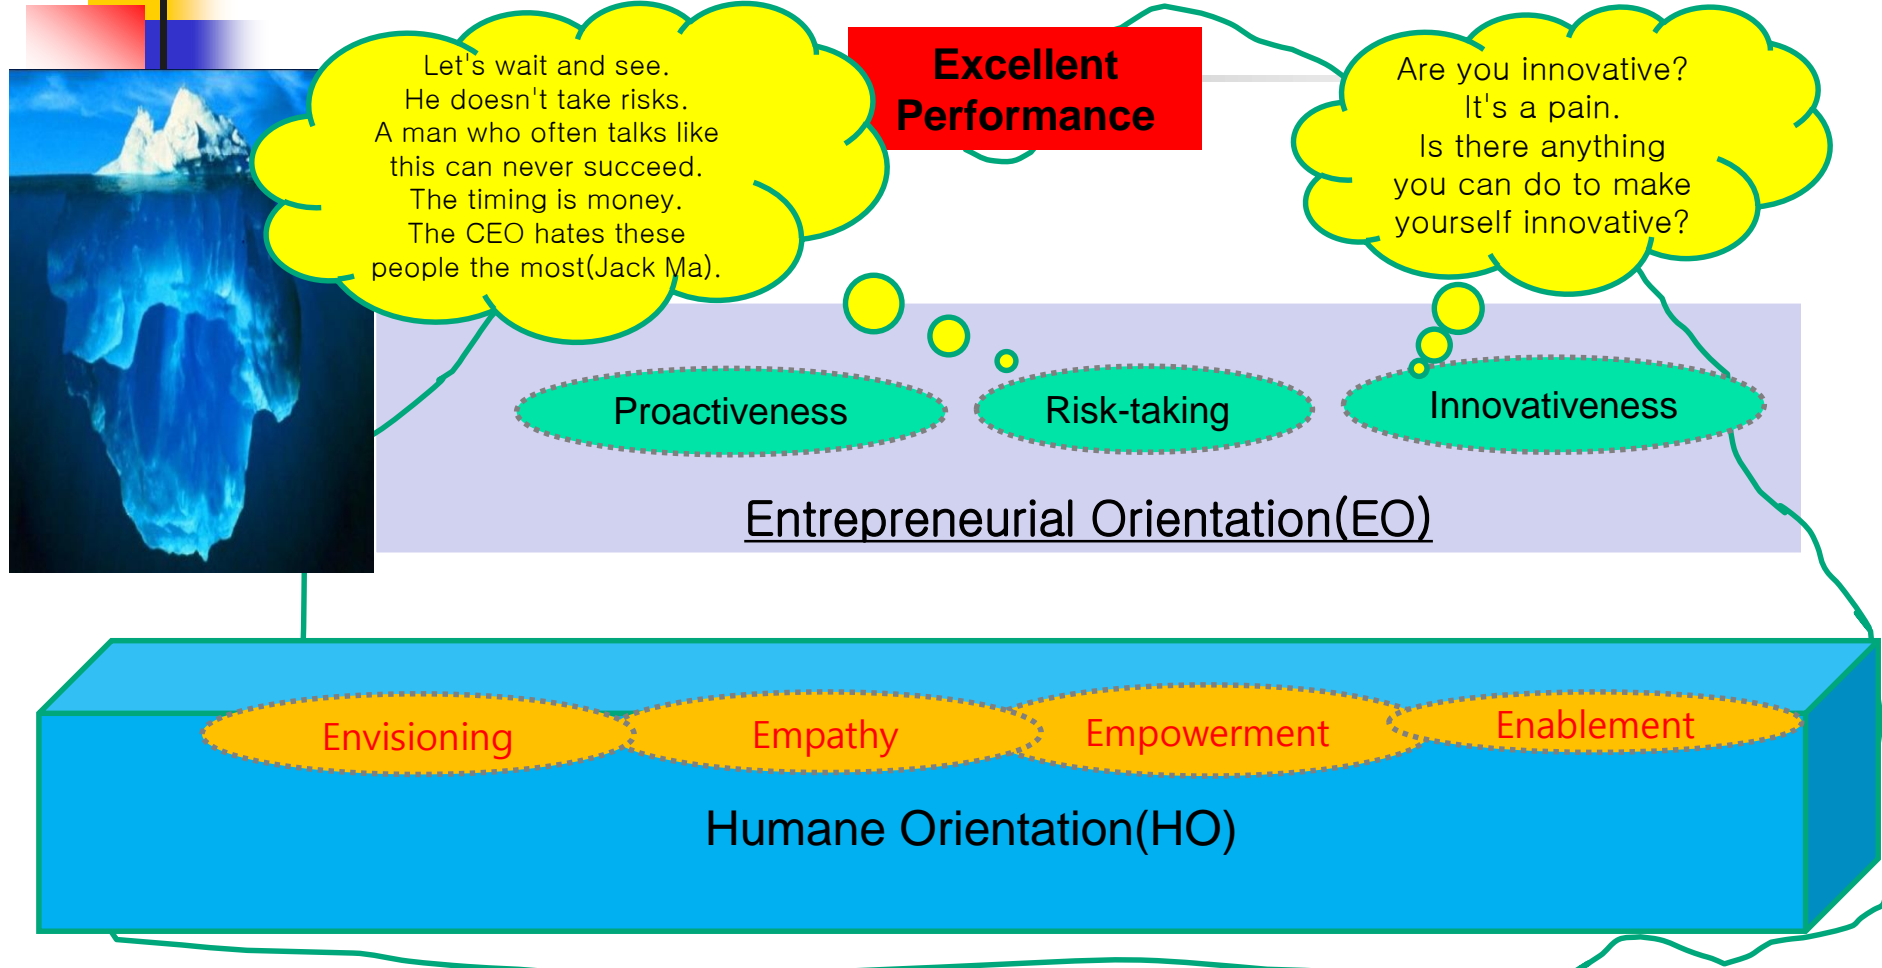 Let's wait and see.
He doesn't take risks.
A man who often talks like
this can never succeed.
The timing is money.
The CEO hates these
people the most(Jack Ma).
Excellent
Performance
Are you innovative?
It's a pain.
Is there anything
you can do to make
yourself innovative?
Proactiveness
Risk-taking
Innovativeness
Entrepreneurial Orientation(EO)
Envisioning
Empathy
Empowerment
Enablement
Humane Orientation(HO)